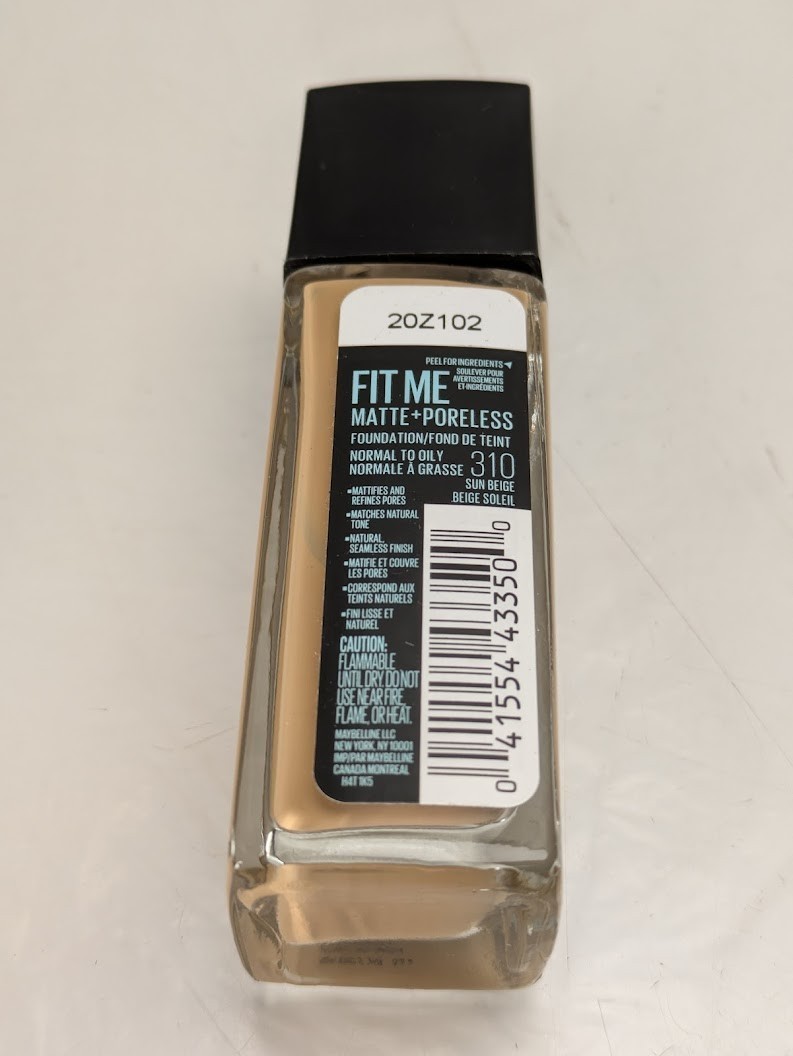 20Z102
PEEL FOR INGREDIENTS
SOULEVER POUR
AVERTISSEMENTS
ET-INGRÉDIENTS
FIT ME
MATTE+PORELESS
FOUNDATION/FOND DE TEINT
NORMAL TO OILY
NORMALE À GRASSE
310
SUN BEIGE
BEIGE SOLEIL
▪MATTIFIES AND
REFINES PORES
▪MATCHES NATURAL
TONE
▪NATURAL,
SEAMLESS FINISH
▪MATIFIE ET COUVRE
LES PORES
▪CORRESPOND AUX
TEINTS NATURELS
▪FINI LISSE ET
NATUREL
CAUTION:
FLAMMABLE
UNTIL DRY. DO NOT
USE NEAR FIRE,
FLAME, OR HEAT.
MAYBELLINE LLC
NEW YORK, NY 10001
IMP/PAR MAYBELLINE
CANADA MONTREAL
H4T 1K5
0 41554 43350 0